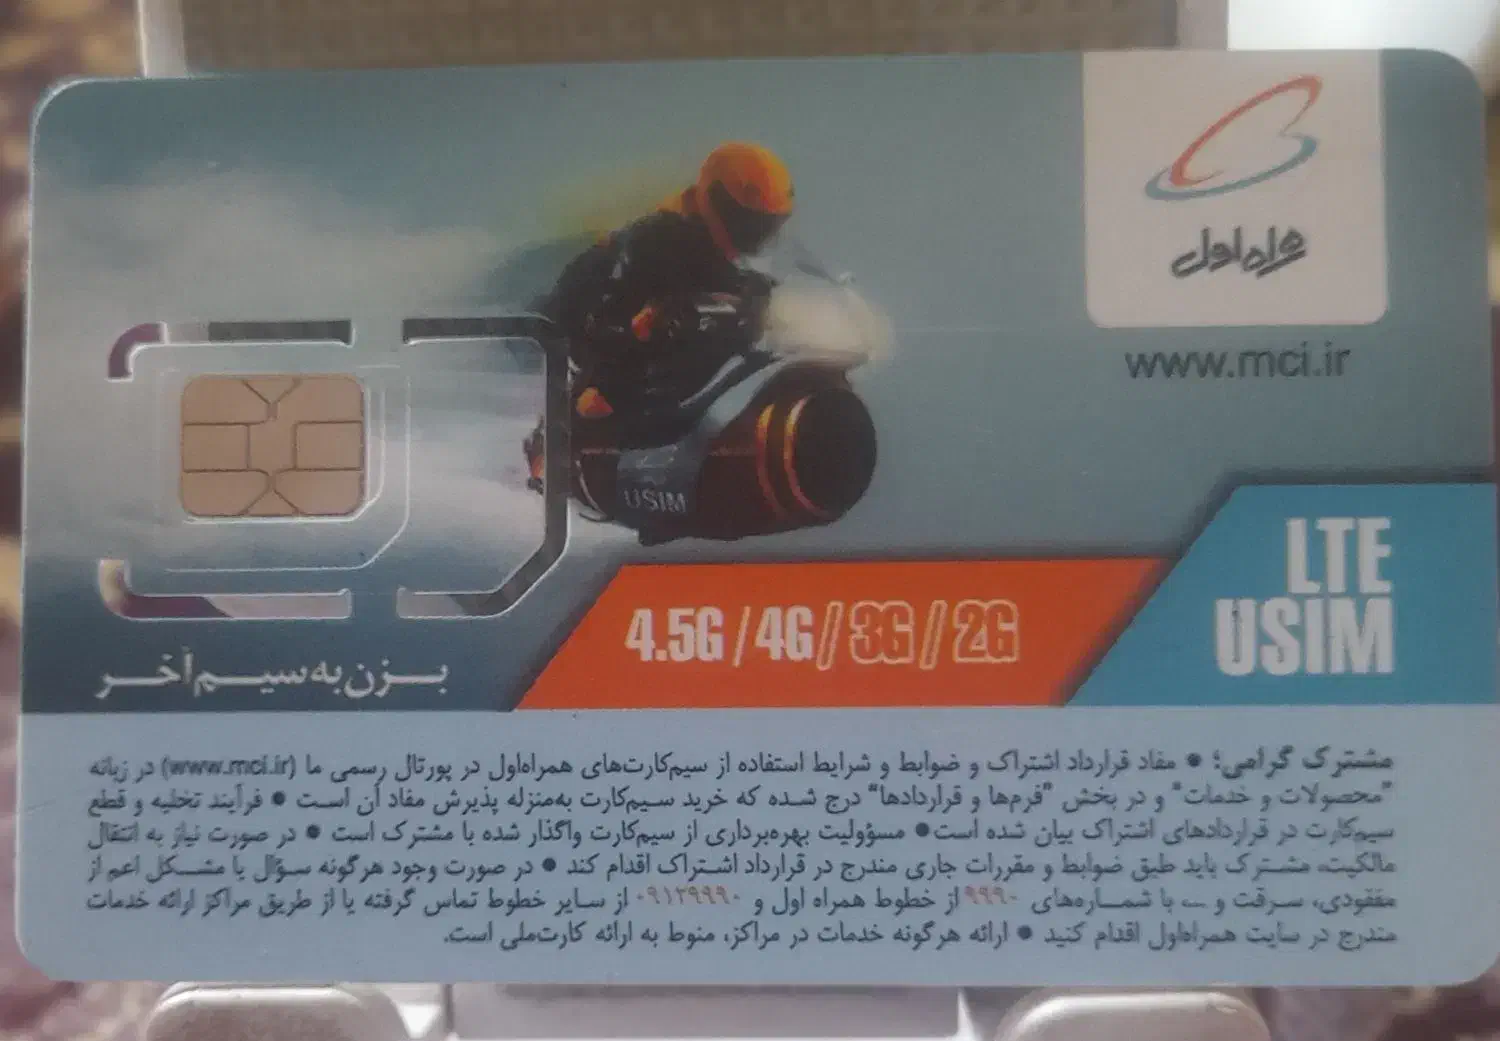 همراه اول
www.mci.ir
USIM
LTE
USIM
4.5G / 4G / 3G / 2G
بزن به سیم آخر
مشترک گرامی؛ • مفاد قرارداد اشتراک و ضوابط و شرایط استفاده از سیم‌کارت‌های همراه‌اول در پورتال رسمی ما (www.mci.ir) در زبانه
"محصولات و خدمات" و در بخش "فرم‌ها و قراردادها" درج شده که خرید سیم‌کارت به‌منزله پذیرش مفاد آن است • فرآیند تخلیه و قطع
سیم‌کارت در قراردادهای اشتراک بیان شده است • مسؤولیت بهره‌برداری از سیم‌کارت واگذار شده با مشترک است • در صورت نیاز به انتقال
مالکیت، مشترک باید طبق ضوابط و مقررات جاری مندرج در قرارداد اشتراک اقدام کند • در صورت وجود هرگونه سؤال یا مشکل اعم از
مفقودی، سرقت و ... با شماره‌های ۹۹۹۰ از خطوط همراه اول و ۰۹۱۲۹۹۹۰ از سایر خطوط تماس گرفته یا از طریق مراکز ارائه خدمات
مندرج در سایت همراه‌اول اقدام کنید • ارائه هرگونه خدمات در مراکز، منوط به ارائه کارت‌ملی است.